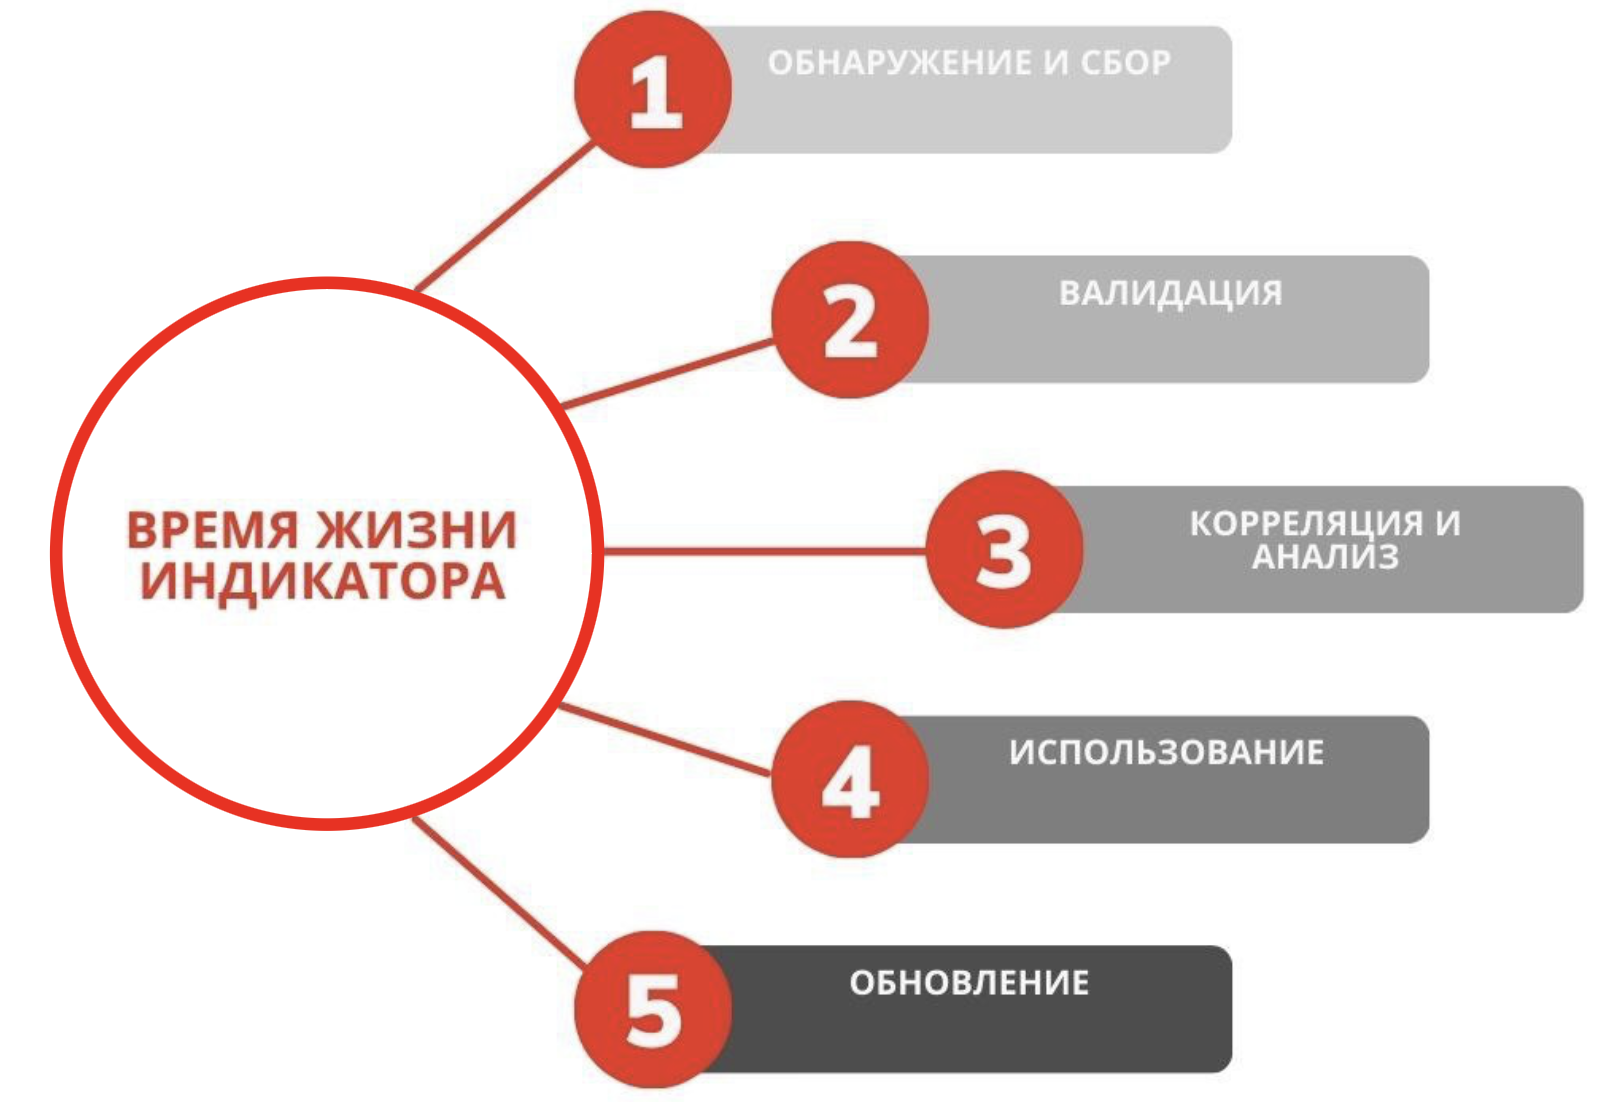 ВРЕМЯ ЖИЗНИ
ИНДИКАТОРА
1
ОБНАРУЖЕНИЕ И СБОР
2
ВАЛИДАЦИЯ
3
КОРРЕЛЯЦИЯ И
АНАЛИЗ
4
ИСПОЛЬЗОВАНИЕ
5
ОБНОВЛЕНИЕ